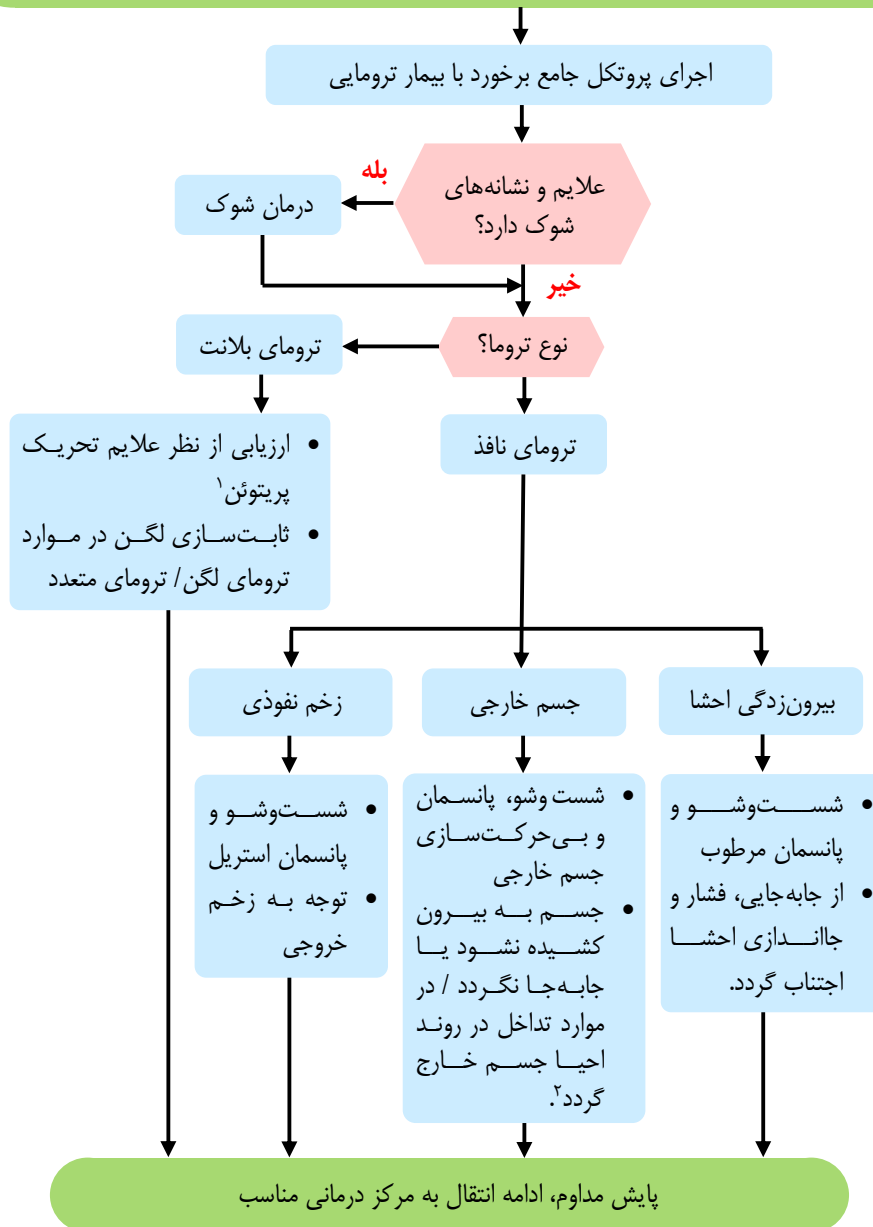 اجرای پروتکل جامع برخورد با بیمار ترومایی
علایم و نشانه‌های
شوک دارد؟
بله
درمان شوک
خیر
نوع تروما؟
ترومای بلانت
ترومای نافذ
• ارزیابی از نظر علایم تحریک
پریتوئن۱
• ثابت‌سازی لگن در موارد
ترومای لگن/ ترومای متعدد
بیرون‌زدگی احشا
جسم خارجی
زخم نفوذی
• شست‌وشو و
پانسمان مرطوب
• از جابه‌جایی، فشار و
جااندازی احشا
اجتناب گردد.
• شست‌وشو، پانسمان
و بی‌حرکت‌سازی
جسم خارجی
• جسم به بیرون
کشیده نشود یا
جابه‌جا نگردد / در
موارد تداخل در روند
احیا جسم خارج
گردد۲.
• شست‌وشو و
پانسمان استریل
• توجه به زخم
خروجی
پایش مداوم، ادامه انتقال به مرکز درمانی مناسب